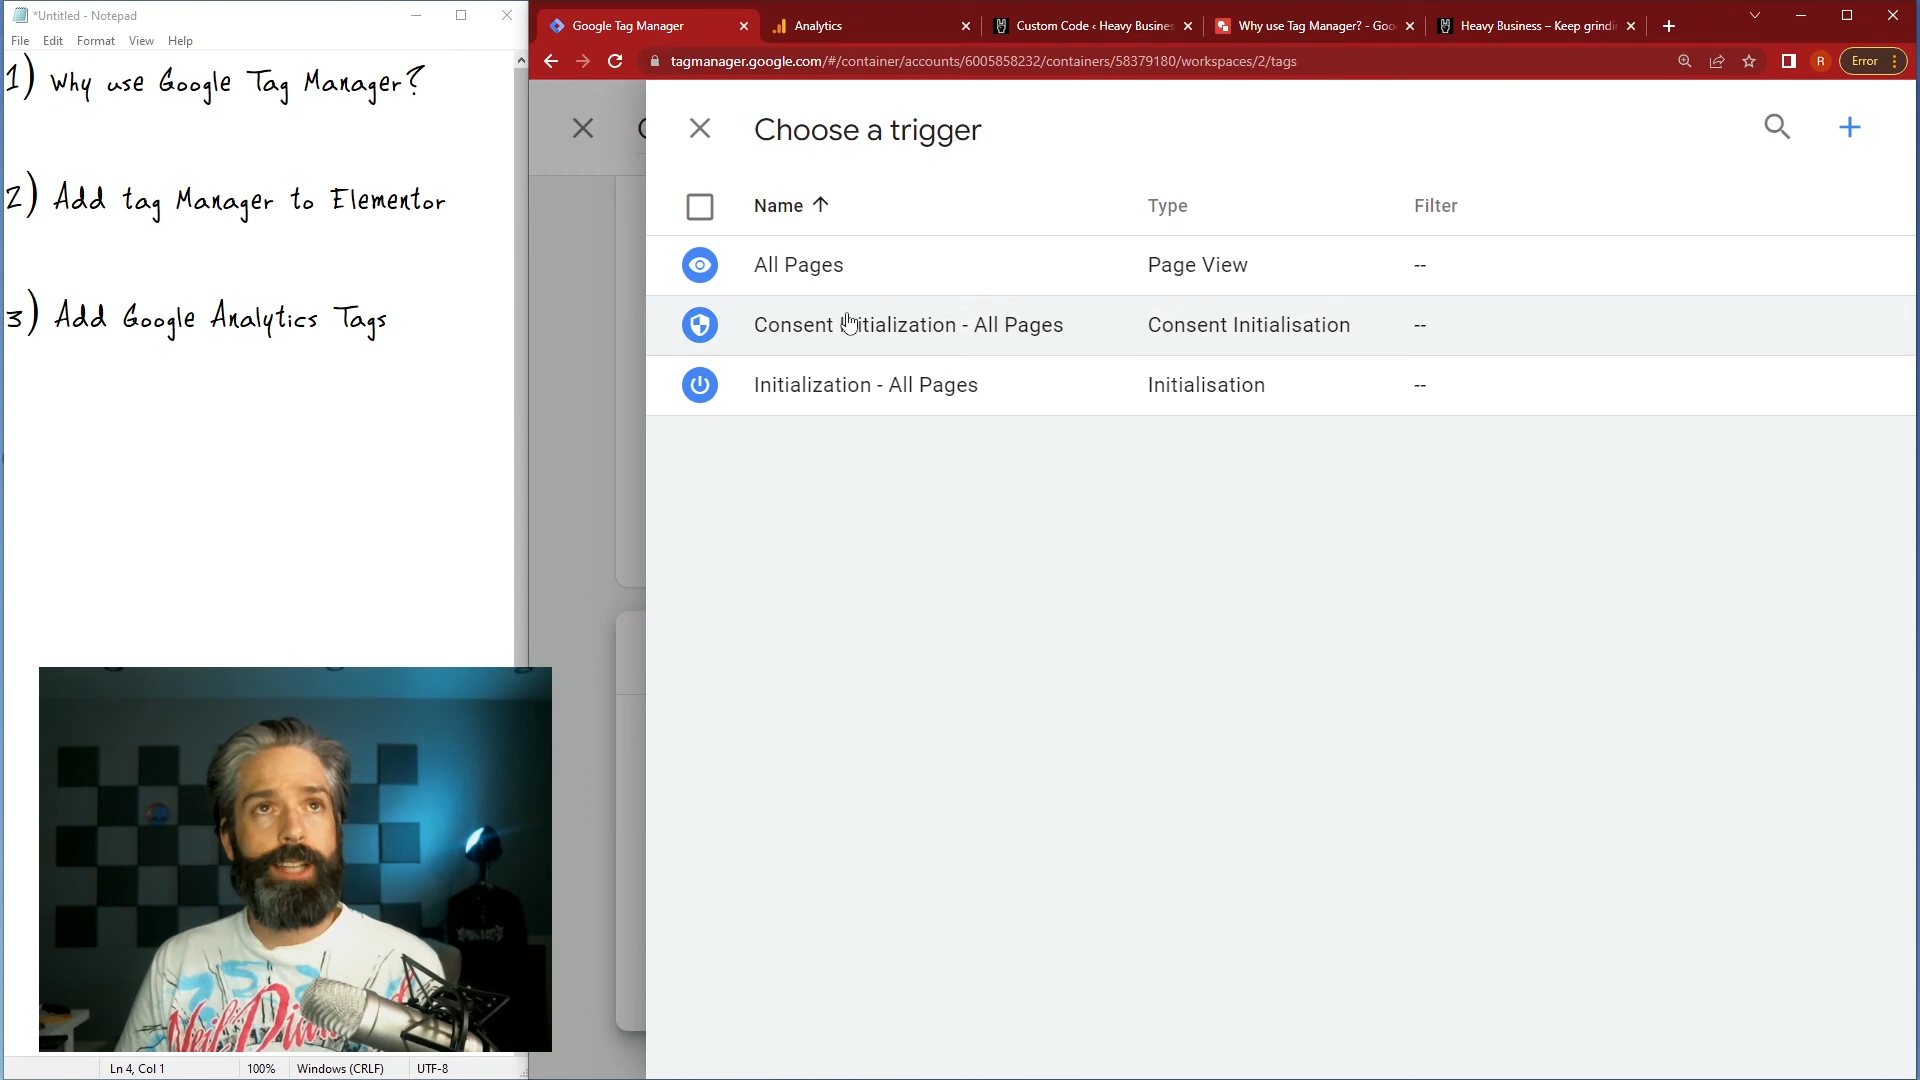 *Untitled - Notepad
File Edit Format View Help
1) Why use Google Tag Manager?
2) Add tag Manager to Elementor
3) Add Google Analytics Tags
Ln 4, Col 1 100% Windows (CRLF) UTF-8
Google Tag Manager
Analytics
Custom Code ‹ Heavy Busines
Why use Tag Manager? - Goo
Heavy Business – Keep grindi
tagmanager.google.com/#/container/accounts/6005858232/containers/58379180/workspaces/2/tags
R
Error
Choose a trigger
Name Type Filter
All Pages Page View --
Consent Initialization - All Pages Consent Initialisation --
Initialization - All Pages Initialisation --
Neil Di